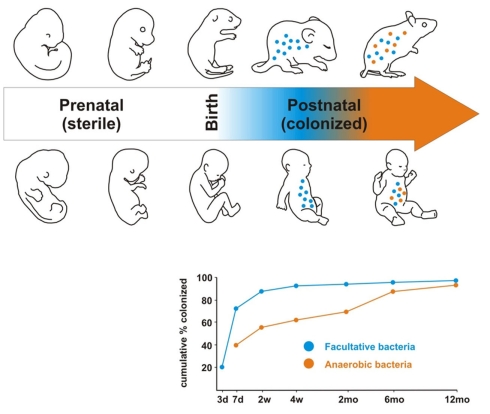 Prenatal
(sterile)
Birth
Postnatal
(colonized)
cumulative % colonized
100
80
60
40
20
Facultative bacteria
Anaerobic bacteria
3d 7d 2w 4w 2mo 6mo 12mo